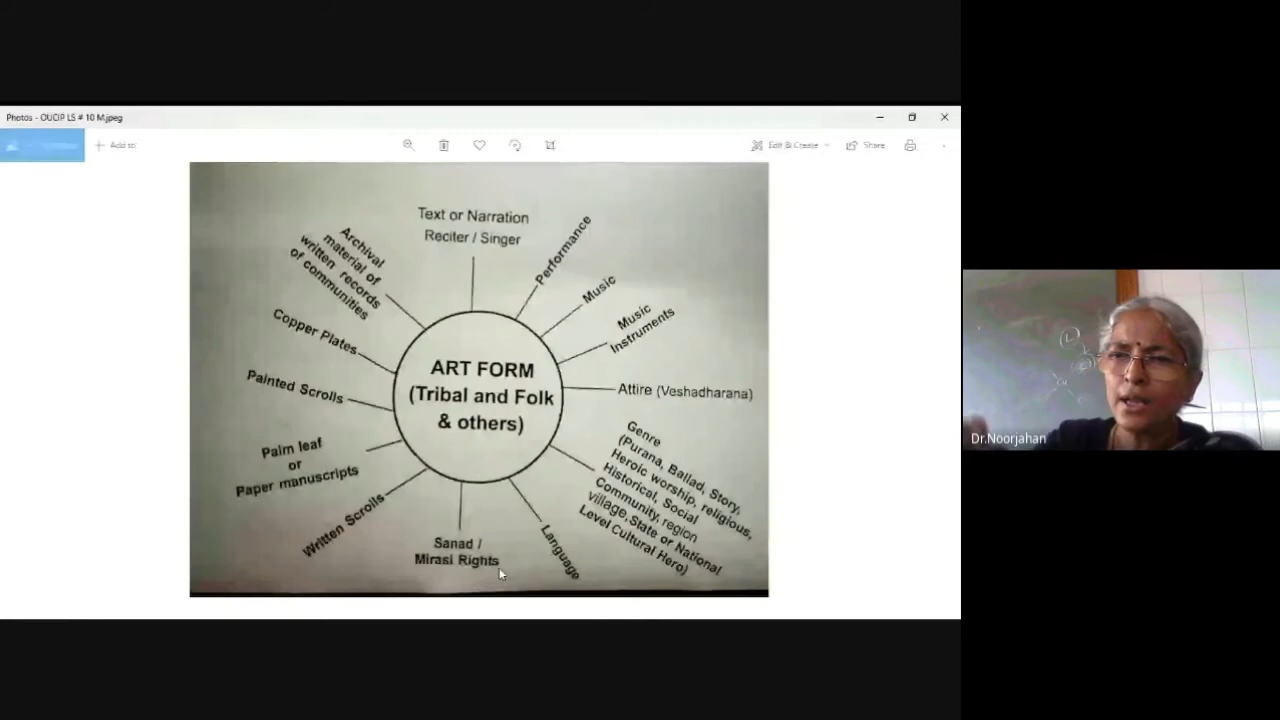 Photos - OUCIP LS # 10 M.jpeg
Add to
Edit & Create
Share
Text or Narration
Reciter / Singer
Performance
Music
Music
Instruments
Attire (Veshadharana)
Genre
(Purana, Ballad, Story,
Heroic worship, religious,
Historical, Social
Community, region
village, State or National
Level Cultural Hero)
Language
Sanad /
Mirasi Rights
Written Scrolls
Palm leaf
or
Paper manuscripts
Painted Scrolls
Copper Plates
Archival
material of
written records
of communities
ART FORM
(Tribal and Folk
& others)
Dr.Noorjahan